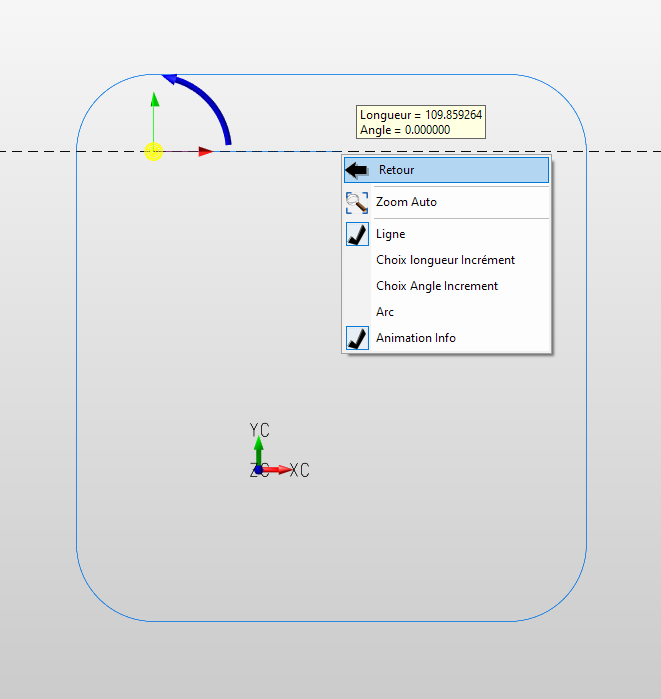 Longueur = 109.859264
Angle = 0.000000
Retour
Zoom Auto
Ligne
Choix longueur Incrément
Choix Angle Increment
Arc
Animation Info
YC
ZC XC